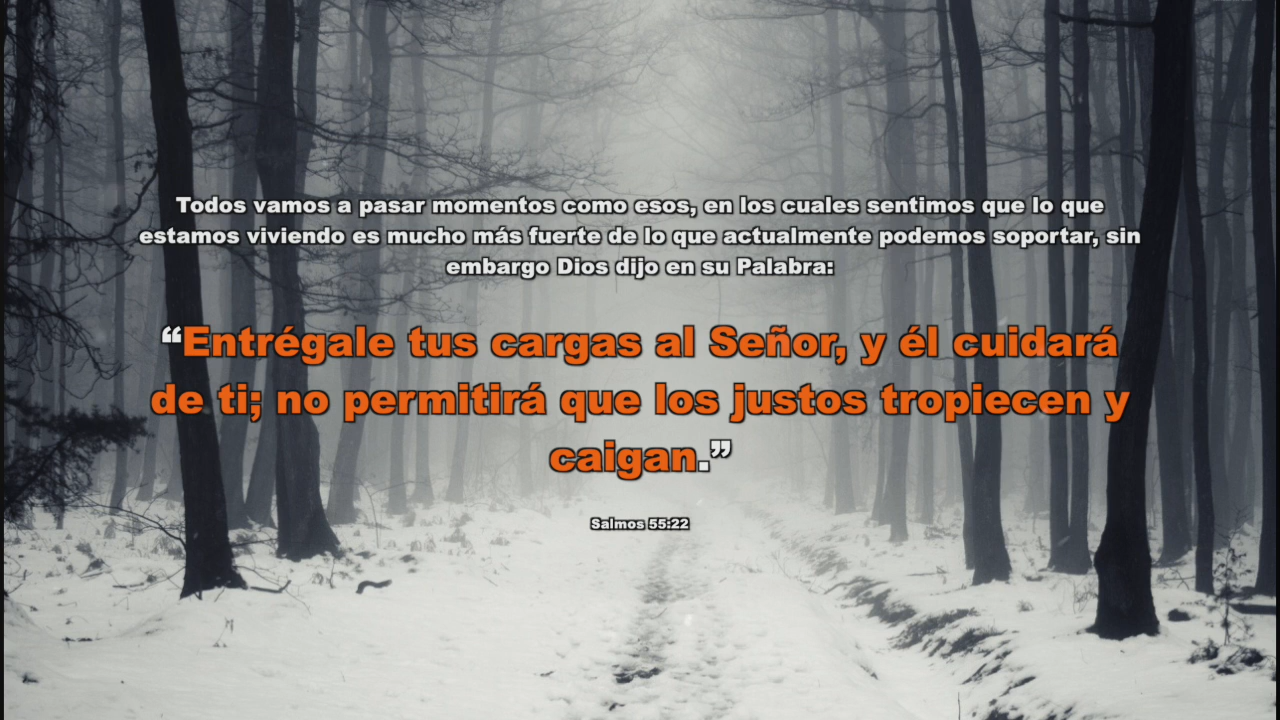 Todos vamos a pasar momentos como esos, en los cuales sentimos que lo que
estamos viviendo es mucho más fuerte de lo que actualmente podemos soportar, sin
embargo Dios dijo en su Palabra:
“Entrégale tus cargas al Señor, y él cuidará
de ti; no permitirá que los justos tropiecen y
caigan.”
Salmos 55:22